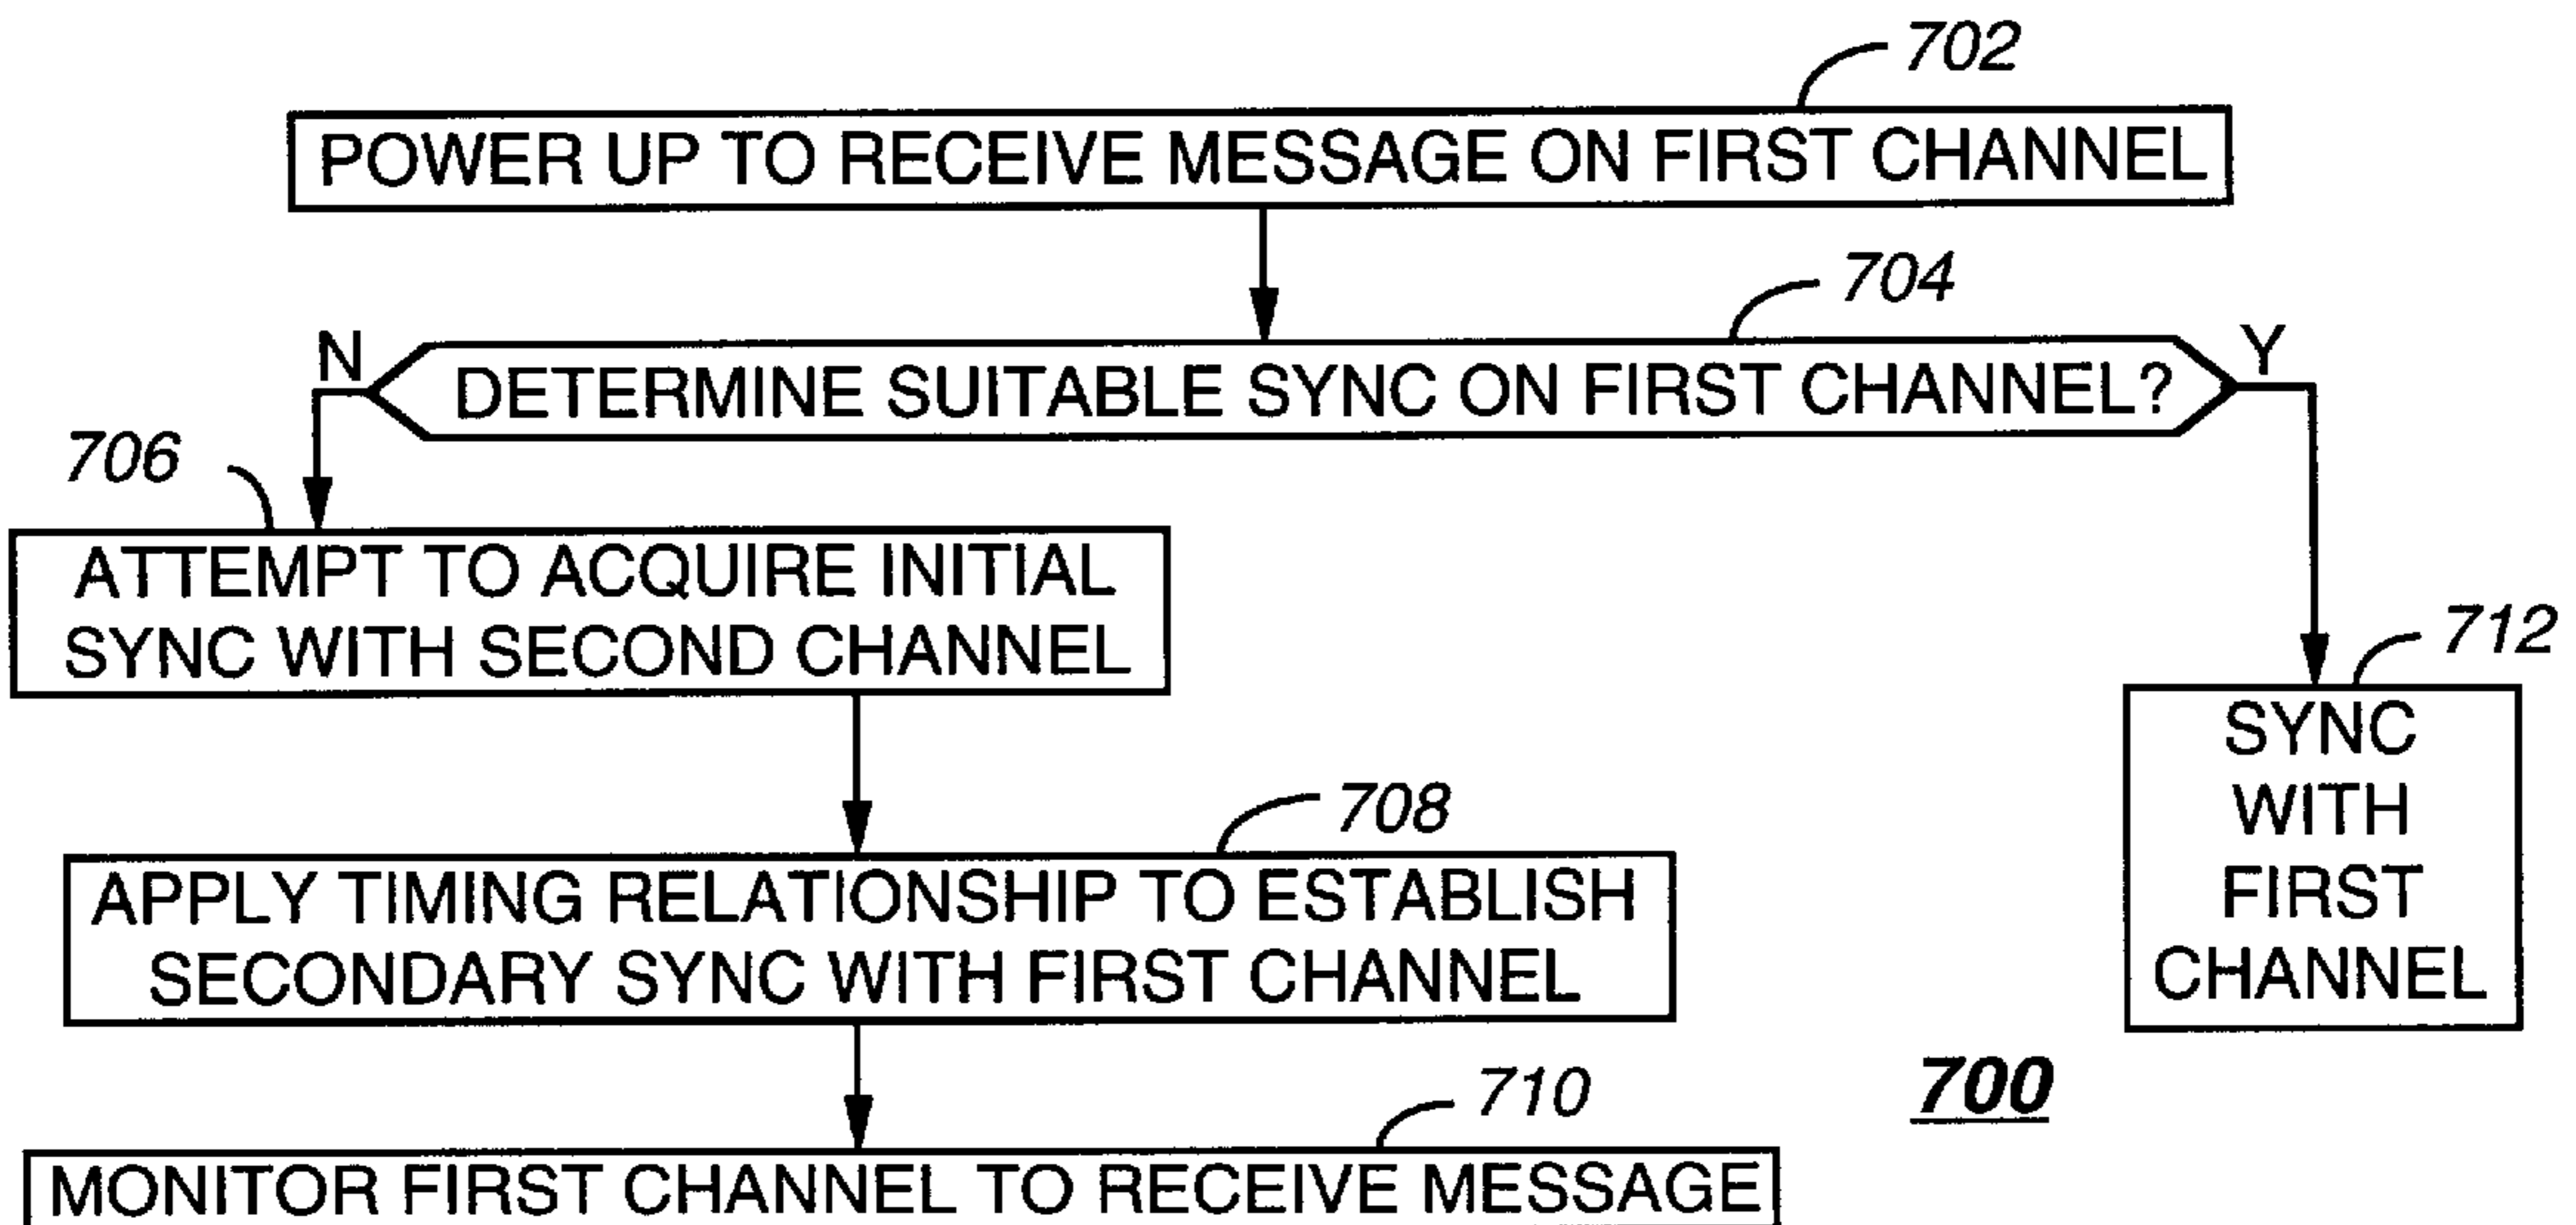 702
POWER UP TO RECEIVE MESSAGE ON FIRST CHANNEL
704
N
Y
DETERMINE SUITABLE SYNC ON FIRST CHANNEL?
706
ATTEMPT TO ACQUIRE INITIAL
SYNC WITH SECOND CHANNEL
712
SYNC
WITH
FIRST
CHANNEL
708
APPLY TIMING RELATIONSHIP TO ESTABLISH
SECONDARY SYNC WITH FIRST CHANNEL
700
710
MONITOR FIRST CHANNEL TO RECEIVE MESSAGE